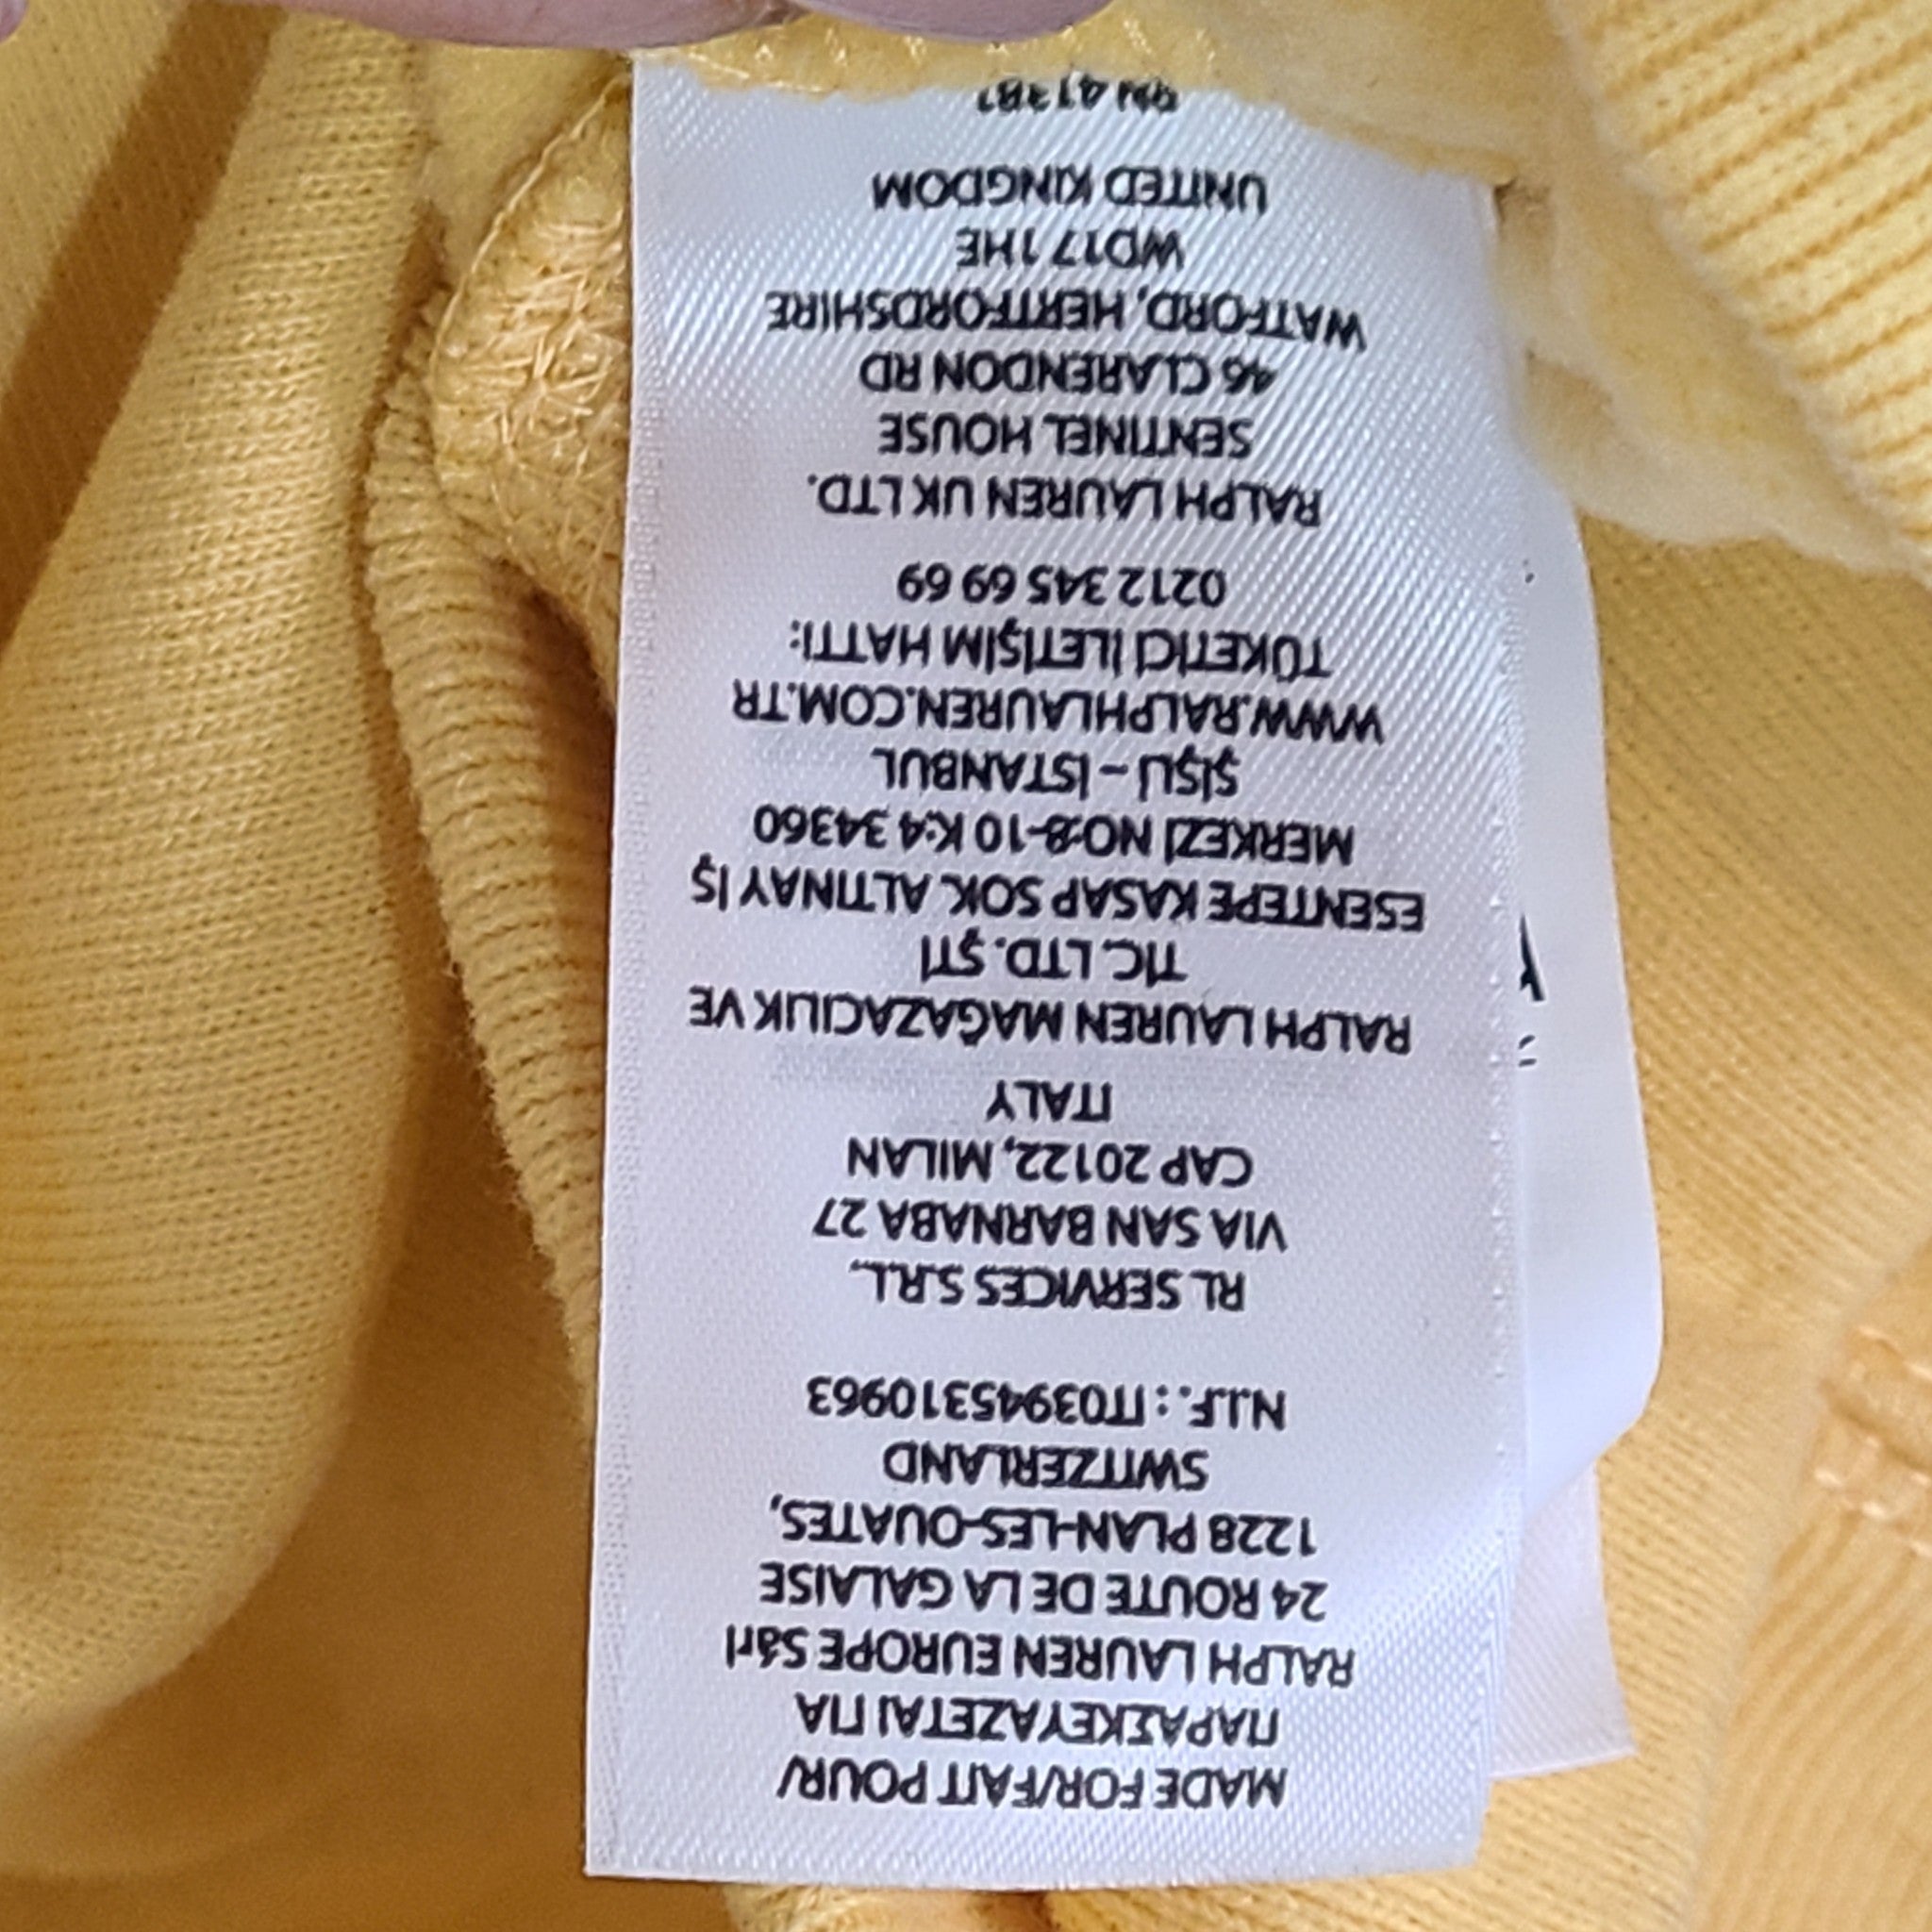 MADE FOR/FAIT POUR/
ΠΑΡΑΣΚΕΥΑΖΕΤΑΙ ΓΙΑ
RALPH LAUREN EUROPE Sàrl
24 ROUTE DE LA GALAISE
1228 PLAN-LES-OUATES,
SWITZERLAND
N.I.F. : IT03945310963
RL SERVICES S.R.L.
VIA SAN BARNABA 27
CAP 20122, MILAN
ITALY
RALPH LAUREN MAĞAZACILIK VE
TİC. LTD. ŞTİ
ESENTEPE KASAP SOK. ALTINAY İŞ
MERKEZİ NO:8-10 K:4 34360
ŞİŞLİ - İSTANBUL
WWW.RALPHLAUREN.COM.TR
TÜKETİCİ İLETİŞİM HATTI:
0212 345 69 69
RALPH LAUREN UK LTD.
SENTINEL HOUSE
46 CLARENDON RD
WATFORD, HERTFORDSHIRE
WD17 1HE
UNITED KINGDOM
RN 41381